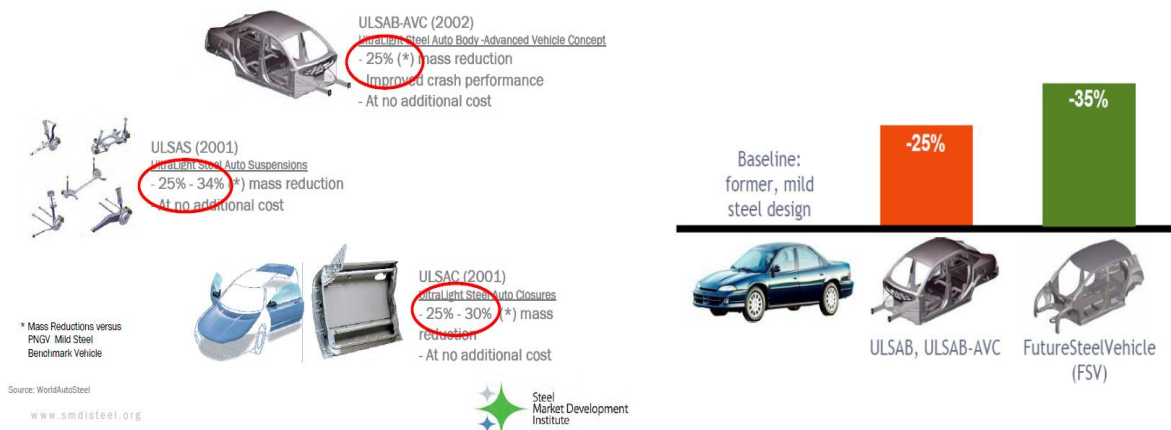 ULSAB-AVC (2002)
UltraLight Steel Auto Body -Advanced Vehicle Concept
- 25% (*) mass reduction
- Improved crash performance
- At no additional cost
ULSAS (2001)
UltraLight Steel Auto Suspensions
- 25% - 34% (*) mass reduction
- At no additional cost
ULSAC (2001)
UltraLight Steel Auto Closures
- 25% - 30% (*) mass
reduction
- At no additional cost
* Mass Reductions versus
PNGV Mild Steel
Benchmark Vehicle
Source: WorldAutoSteel
www.smdisteel.org
Steel
Market Development
Institute
Baseline:
former, mild
steel design
-25%
-35%
ULSAB, ULSAB-AVC
FutureSteelVehicle
(FSV)